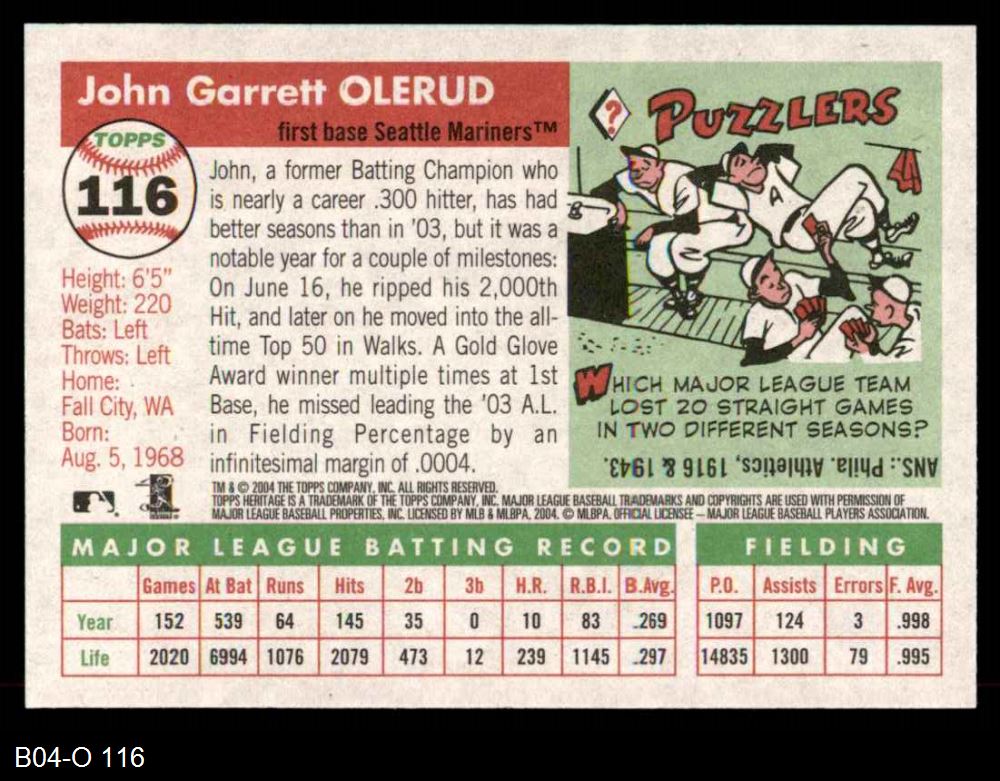 John Garrett OLERUD
first base Seattle Mariners™
TOPPS
116
Height: 6'5"
Weight: 220
Bats: Left
Throws: Left
Home:
Fall City, WA
Born:
Aug. 5, 1968
John, a former Batting Champion who
is nearly a career .300 hitter, has had
better seasons than in '03, but it was a
notable year for a couple of milestones:
On June 16, he ripped his 2,000th
Hit, and later on he moved into the all-
time Top 50 in Walks. A Gold Glove
Award winner multiple times at 1st
Base, he missed leading the '03 A.L.
in Fielding Percentage by an
infinitesimal margin of .0004.
? PUZZLERS
A
WHICH MAJOR LEAGUE TEAM
LOST 20 STRAIGHT GAMES
IN TWO DIFFERENT SEASONS?
ANS.: Phila. Athletics, 1916 & 1943.
TM & © 2004 THE TOPPS COMPANY, INC. ALL RIGHTS RESERVED.
TOPPS HERITAGE IS A TRADEMARK OF THE TOPPS COMPANY, INC. MAJOR LEAGUE BASEBALL TRADEMARKS AND COPYRIGHTS ARE USED WITH PERMISSION OF
MAJOR LEAGUE BASEBALL PROPERTIES, INC. LICENSED BY MLB & MLBPA, 2004. © MLBPA. OFFICIAL LICENSEE – MAJOR LEAGUE BASEBALL PLAYERS ASSOCIATION.
MAJOR LEAGUE BATTING RECORD FIELDING
Games At Bat Runs Hits 2b 3b H.R. R.B.I. B.Avg. P.O. Assists Errors F. Avg.
Year 152 539 64 145 35 0 10 83 .269 1097 124 3 .998
Life 2020 6994 1076 2079 473 12 239 1145 .297 14835 1300 79 .995
B04-O 116